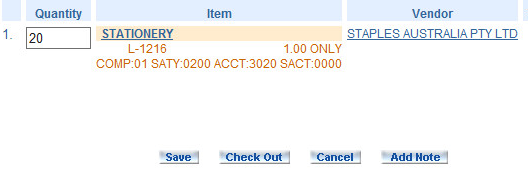 Quantity Item Vendor
1. 20 STATIONERY STAPLES AUSTRALIA PTY LTD
L-1216 1.00 ONLY
COMP:01 SATY:0200 ACCT:3020 SACT:0000
Save Check Out Cancel Add Note